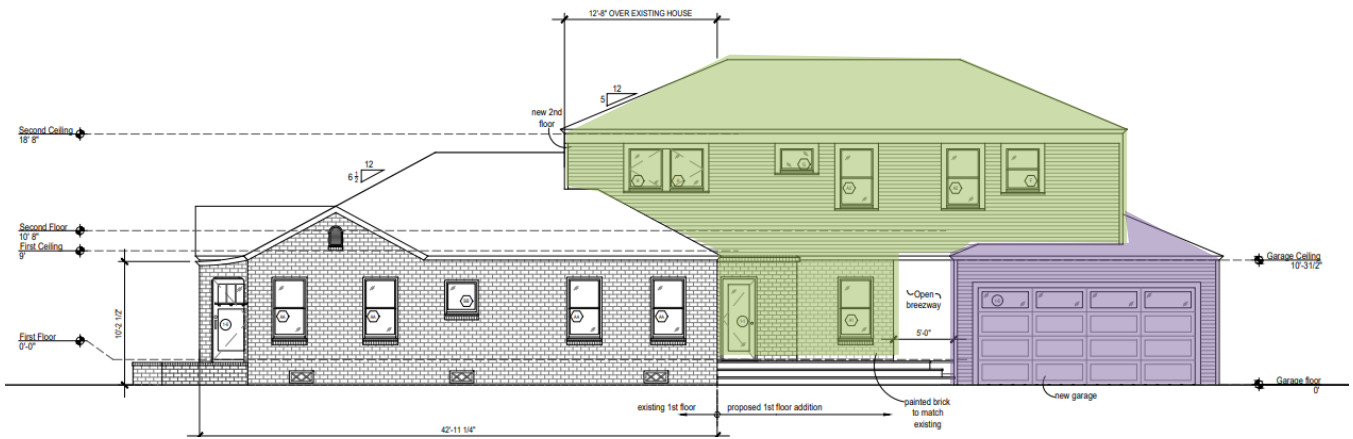 12'-8" OVER EXISTING HOUSE
12
5
new 2nd
floor
Second Ceiling
18' 8"
12
6 1/2
Second Floor
10' 8"
First Ceiling
9'
Garage Ceiling
10'-31/2"
Open
breezway
10'-2 1/2"
First Floor
0'-0"
5'-0"
Garage floor
0'
new garage
painted brick
to match
existing
existing 1st floor
proposed 1st floor addition
42'-11 1/4"